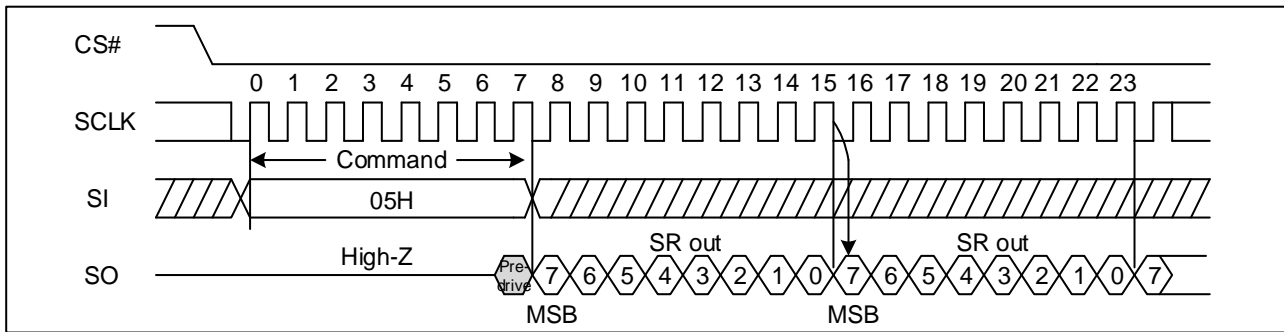 CS#
0 1 2 3 4 5 6 7 8 9 10 11 12 13 14 15 16 17 18 19 20 21 22 23
SCLK
Command
SI
05H
SR out SR out
High-Z
SO
Pre-
drive
7 6 5 4 3 2 1 0 7 6 5 4 3 2 1 0 7
MSB MSB